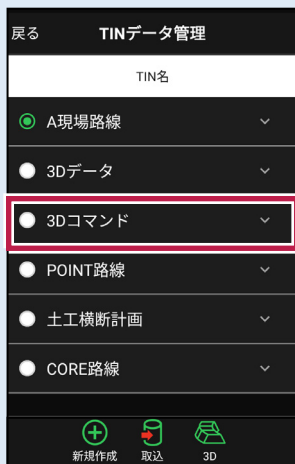 戻る TINデータ管理
TIN名
A現場路線
3Dデータ
3Dコマンド
POINT路線
土工横断計画
CORE路線
新規作成 取込 3D